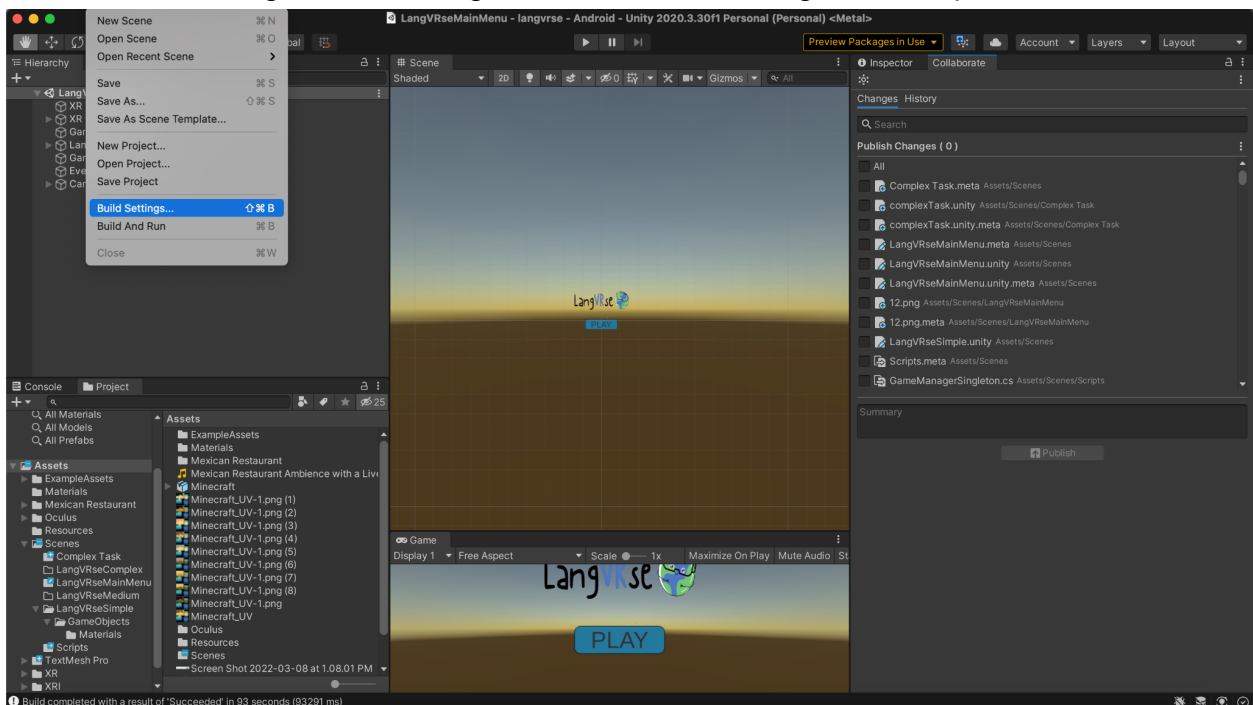 LangVRseMainMenu - langvrse - Android - Unity 2020.3.30f1 Personal (Personal) <Metal>
New Scene ⌘ N
Open Scene ⌘ O
Open Recent Scene >
Save ⌘ S
Save As... ⇧ ⌘ S
Save As Scene Template...
New Project...
Open Project...
Save Project
Build Settings... ⇧ ⌘ B
Build And Run ⌘ B
Close ⌘ W
Preview Packages in Use
Account
Layers
Layout
Hierarchy
XR
XR
Scene
Shaded 2D 0 Gizmos All
LangVRse
PLAY
Game
Display 1 Free Aspect Scale 1x Maximize On Play Mute Audio
LangVRse
PLAY
Inspector Collaborate
Changes History
Search
Publish Changes ( 0 )
All
Complex Task.meta Assets/Scenes
complexTask.unity Assets/Scenes/Complex Task
complexTask.unity.meta Assets/Scenes/Complex Task
LangVRseMainMenu.meta Assets/Scenes
LangVRseMainMenu.unity Assets/Scenes
LangVRseMainMenu.unity.meta Assets/Scenes
12.png Assets/Scenes/LangVRseMainMenu
12.png.meta Assets/Scenes/LangVRseMainMenu
LangVRseSimple.unity Assets/Scenes
Scripts.meta Assets/Scenes
GameManagerSingleton.cs Assets/Scenes/Scripts
Summary
Publish
Console Project
25
All Materials
All Models
All Prefabs
Assets
ExampleAssets
Materials
Mexican Restaurant
Oculus
Resources
Scenes
Complex Task
LangVRseComplex
LangVRseMainMenu
LangVRseMedium
LangVRseSimple
GameObjects
Materials
Scripts
TextMesh Pro
XR
XRI
Assets
ExampleAssets
Materials
Mexican Restaurant
Mexican Restaurant Ambience with a Live
Minecraft
Minecraft_UV-1.png (1)
Minecraft_UV-1.png (2)
Minecraft_UV-1.png (3)
Minecraft_UV-1.png (4)
Minecraft_UV-1.png (5)
Minecraft_UV-1.png (6)
Minecraft_UV-1.png (7)
Minecraft_UV-1.png (8)
Minecraft_UV-1.png
Minecraft_UV
Oculus
Resources
Scenes
Screen Shot 2022-03-08 at 1.08.01 PM
Build completed with a result of 'Succeeded' in 93 seconds (93291 ms)